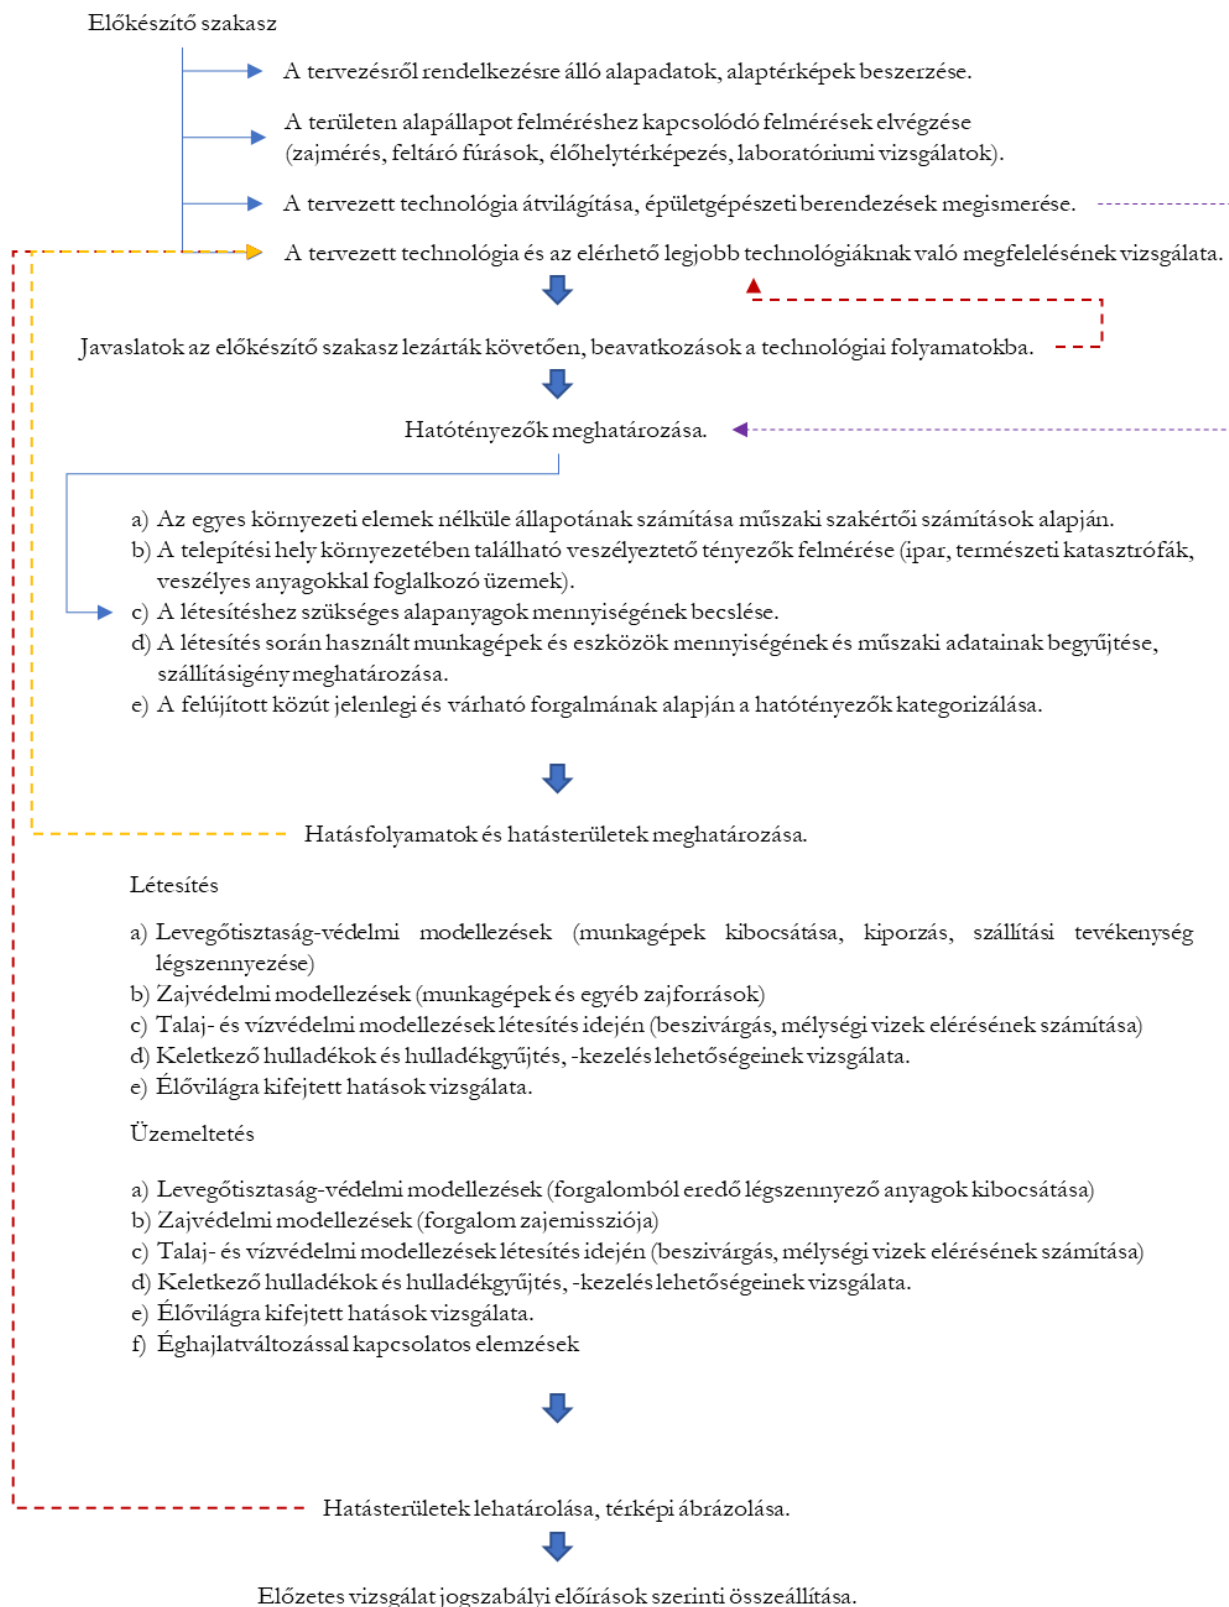 Előkészítő szakasz
A tervezésről rendelkezésre álló alapadatok, alaptérképek beszerzése.
A területen alapállapot felméréshez kapcsolódó felmérések elvégzése
(zajmérés, feltáró fúrások, élőhelytérképezés, laboratóriumi vizsgálatok).
A tervezett technológia átvilágítása, épületgépészeti berendezések megismerése.
A tervezett technológia és az elérhető legjobb technológiáknak való megfelelésének vizsgálata.
Javaslatok az előkészítő szakasz lezárták követően, beavatkozások a technológiai folyamatokba.
Hatótényezők meghatározása.
a) Az egyes környezeti elemek nélküle állapotának számítása műszaki szakértői számítások alapján.
b) A telepítési hely környezetében található veszélyeztető tényezők felmérése (ipar, természeti katasztrófák,
veszélyes anyagokkal foglalkozó üzemek).
c) A létesítéshez szükséges alapanyagok mennyiségének becslése.
d) A létesítés során használt munkagépek és eszközök mennyiségének és műszaki adatainak begyűjtése,
szállításigény meghatározása.
e) A felújított közút jelenlegi és várható forgalmának alapján a hatótényezők kategorizálása.
Hatásfolyamatok és hatásterületek meghatározása.
Létesítés
a) Levegőtisztaság-védelmi modellezések (munkagépek kibocsátása, kiporzás, szállítási tevékenység
légszennyezése)
b) Zajvédelmi modellezések (munkagépek és egyéb zajforrások)
c) Talaj- és vízvédelmi modellezések létesítés idején (beszivárgás, mélységi vizek elérésének számítása)
d) Keletkező hulladékok és hulladékgyűjtés, -kezelés lehetőségeinek vizsgálata.
e) Élővilágra kifejtett hatások vizsgálata.
Üzemeltetés
a) Levegőtisztaság-védelmi modellezések (forgalomból eredő légszennyező anyagok kibocsátása)
b) Zajvédelmi modellezések (forgalom zajemissziója)
c) Talaj- és vízvédelmi modellezések létesítés idején (beszivárgás, mélységi vizek elérésének számítása)
d) Keletkező hulladékok és hulladékgyűjtés, -kezelés lehetőségeinek vizsgálata.
e) Élővilágra kifejtett hatások vizsgálata.
f) Éghajlatváltozással kapcsolatos elemzések
Hatásterületek lehatárolása, térképi ábrázolása.
Előzetes vizsgálat jogszabályi előírások szerinti összeállítása.